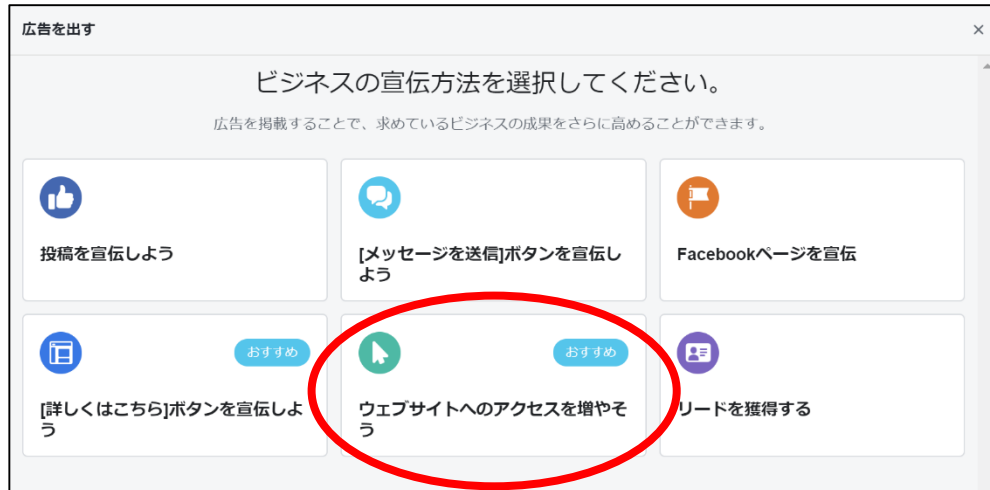 広告を出す
ビジネスの宣伝方法を選択してください。
広告を掲載することで、求めているビジネスの成果をさらに高めることができます。
投稿を宣伝しよう
[メッセージを送信]ボタンを宣伝し
よう
Facebookページを宣伝
おすすめ
[詳しくはこちら]ボタンを宣伝しよ
う
おすすめ
ウェブサイトへのアクセスを増やそ
う
リードを獲得する